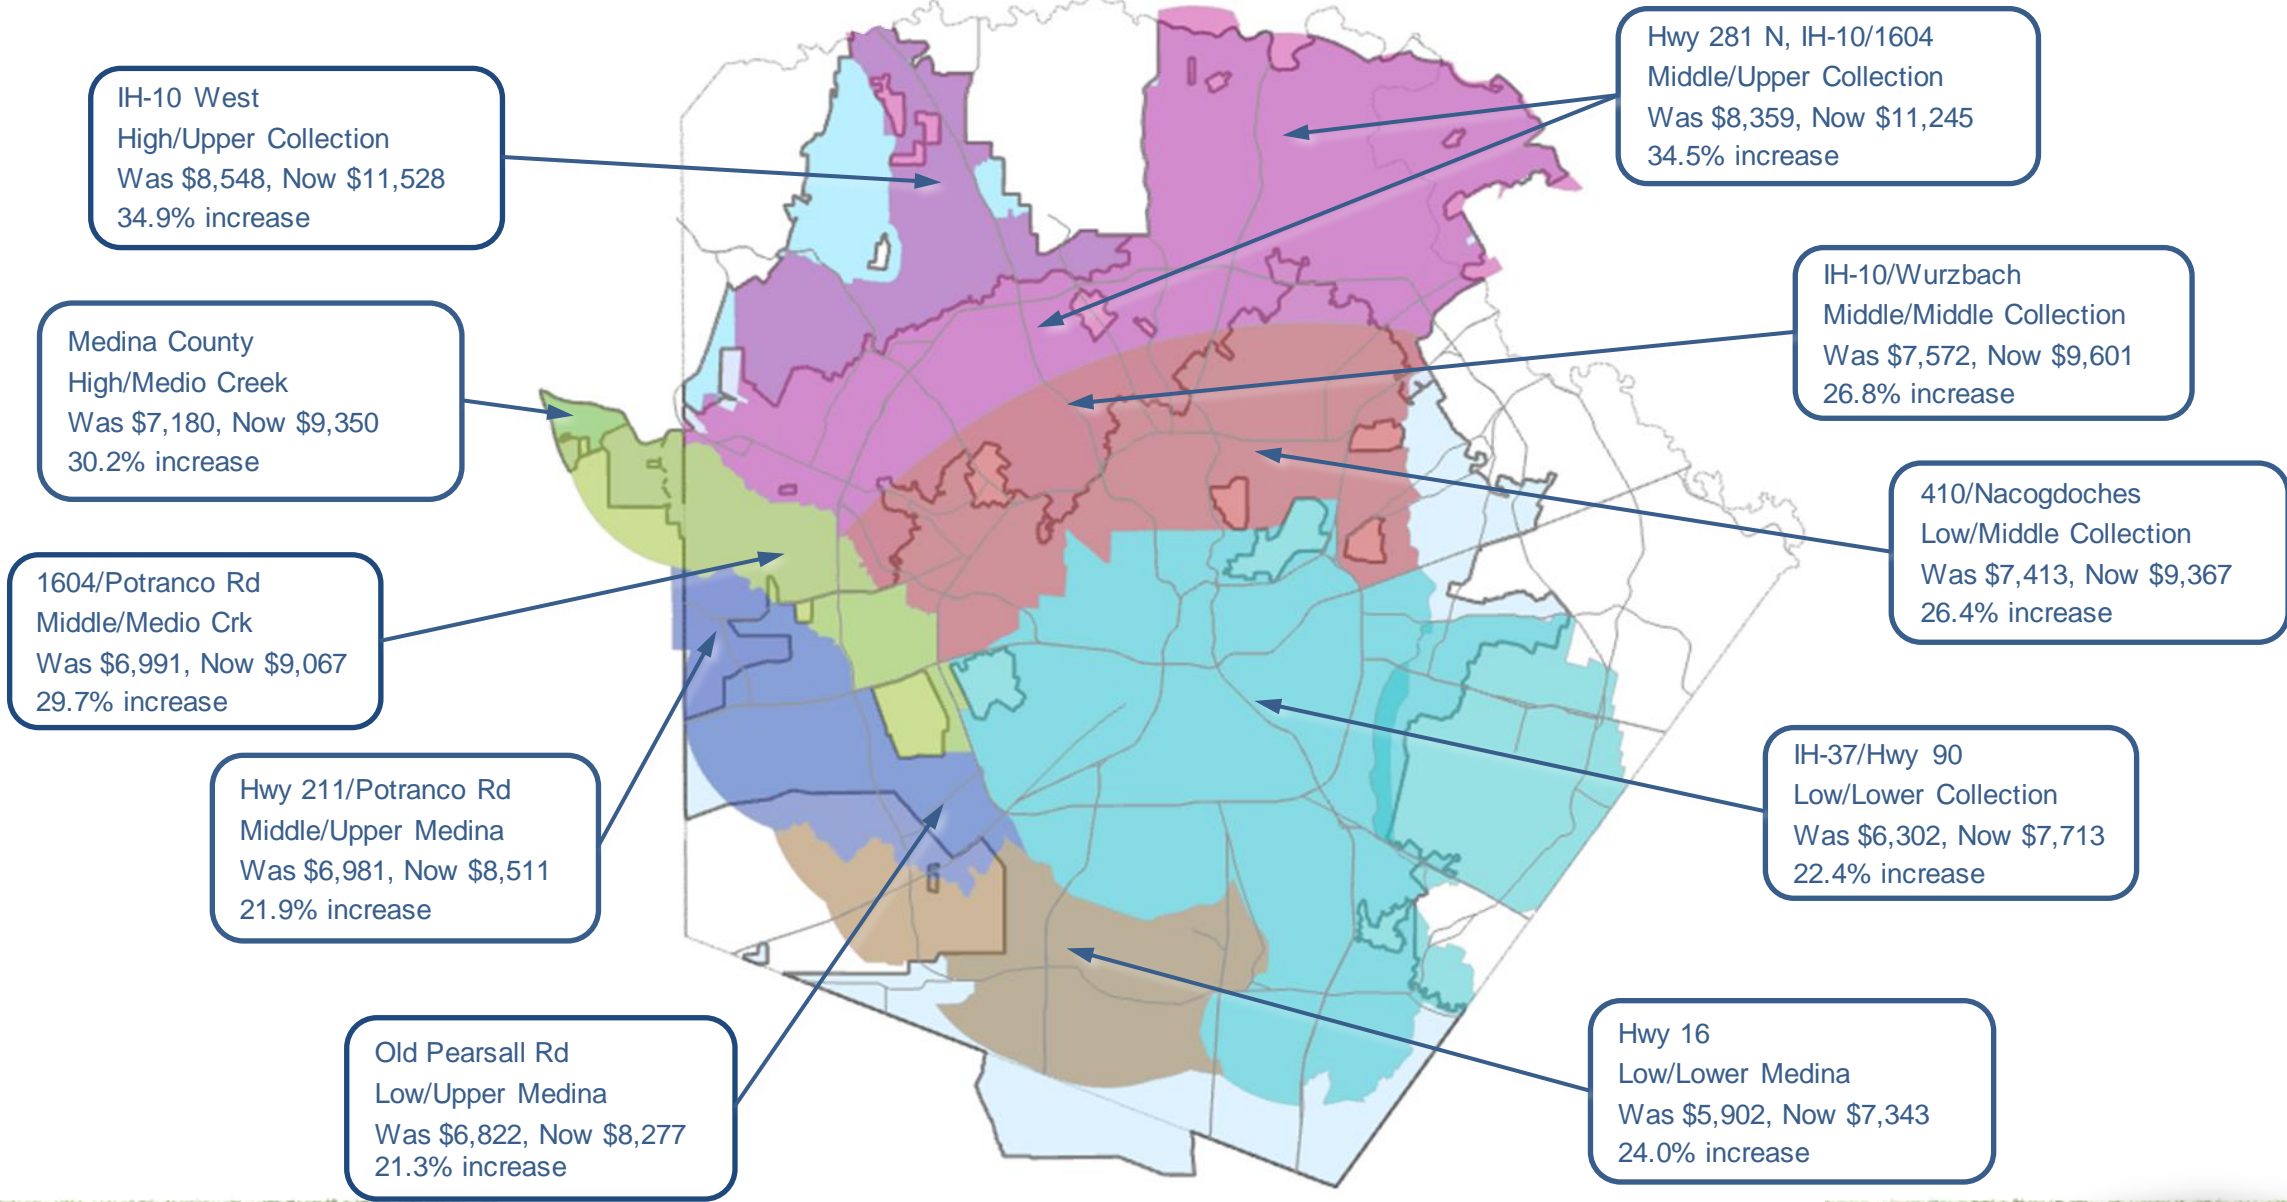 IH-10 West
High/Upper Collection
Was $8,548, Now $11,528
34.9% increase
Hwy 281 N, IH-10/1604
Middle/Upper Collection
Was $8,359, Now $11,245
34.5% increase
Medina County
High/Medio Creek
Was $7,180, Now $9,350
30.2% increase
IH-10/Wurzbach
Middle/Middle Collection
Was $7,572, Now $9,601
26.8% increase
410/Nacogdoches
Low/Middle Collection
Was $7,413, Now $9,367
26.4% increase
1604/Potranco Rd
Middle/Medio Crk
Was $6,991, Now $9,067
29.7% increase
Hwy 211/Potranco Rd
Middle/Upper Medina
Was $6,981, Now $8,511
21.9% increase
IH-37/Hwy 90
Low/Lower Collection
Was $6,302, Now $7,713
22.4% increase
Old Pearsall Rd
Low/Upper Medina
Was $6,822, Now $8,277
21.3% increase
Hwy 16
Low/Lower Medina
Was $5,902, Now $7,343
24.0% increase